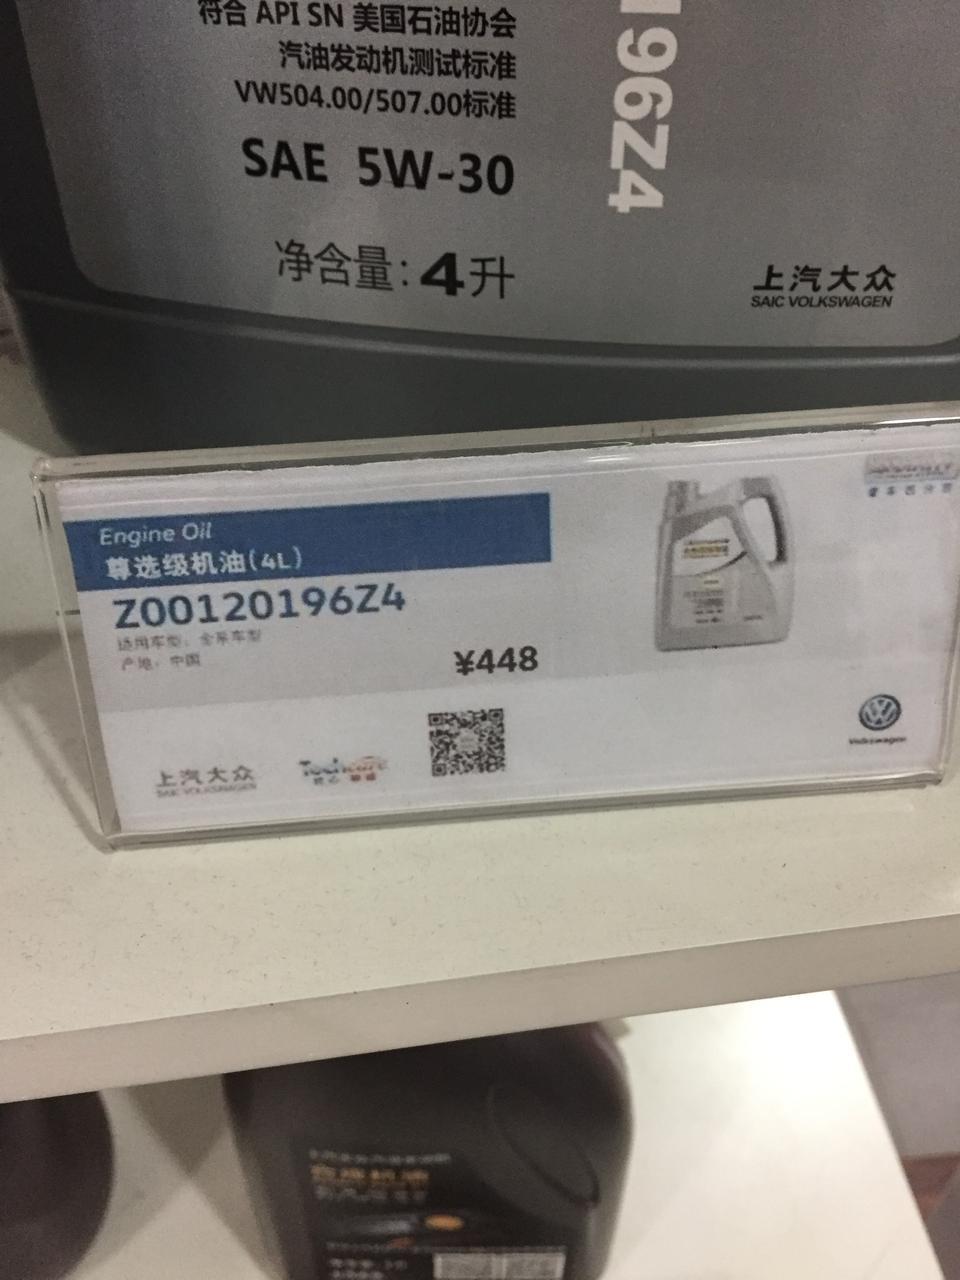 符合 API SN 美国石油协会
汽油发动机测试标准
VW504.00/507.00标准
SAE 5W-30
净含量:4升
196Z4
上汽大众
SAIC VOLKSWAGEN
Engine Oil
尊选级机油(4L)
Z00120196Z4
适用车型：全系车型
产地：中国
¥448
上汽大众
SAIC VOLKSWAGEN
Techcare
Volkswagen